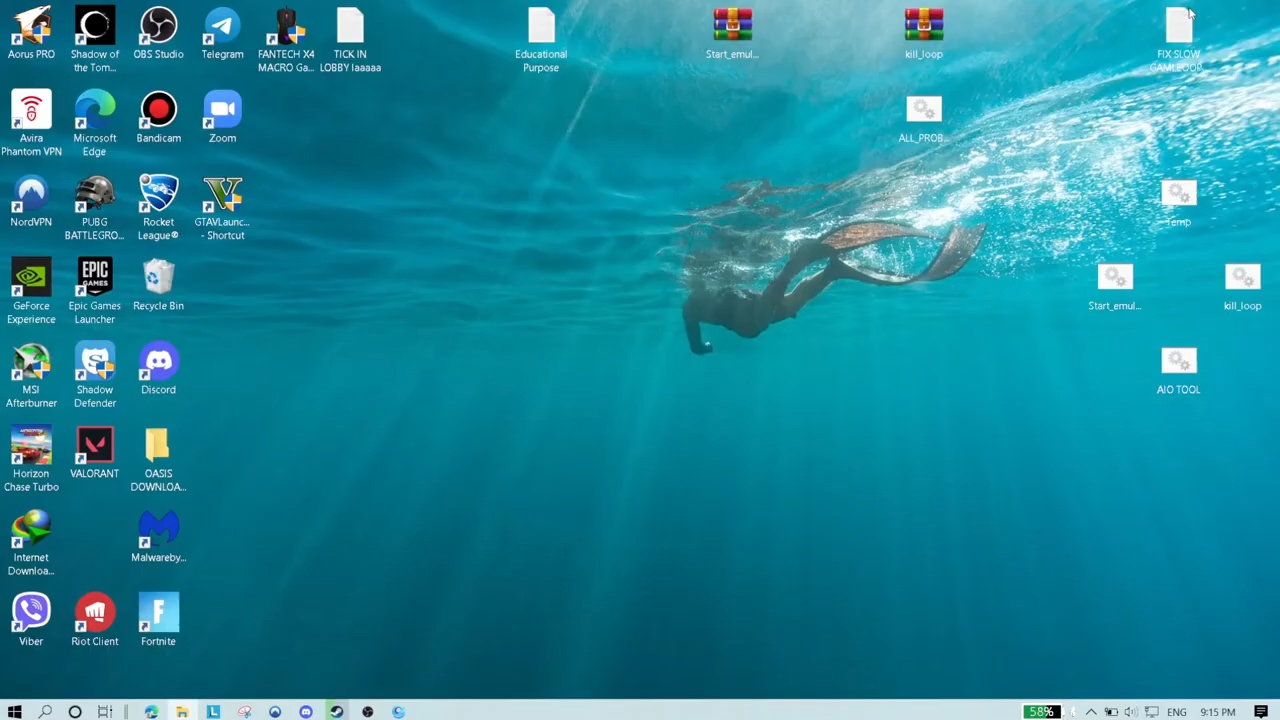 Aorus PRO
Shadow of
the Tom...
OBS Studio
Telegram
FANTECH X4
MACRO Ga...
TICK IN
LOBBY laaaaa
Educational
Purpose
Start_emul...
kill_loop
FIX SLOW
GAMELOOP
Avira
Phantom VPN
Microsoft
Edge
Bandicam
Zoom
ALL_PROB...
NordVPN
PUBG
BATTLEGRO...
Rocket
League®
GTAVLaunc...
- Shortcut
Temp
GeForce
Experience
Epic Games
Launcher
Recycle Bin
Start_emul...
kill_loop
MSI
Afterburner
Shadow
Defender
Discord
AIO TOOL
Horizon
Chase Turbo
VALORANT
OASIS
DOWNLOA...
Internet
Downloa...
Malwareby...
Viber
Riot Client
Fortnite
58%
ENG
9:15 PM